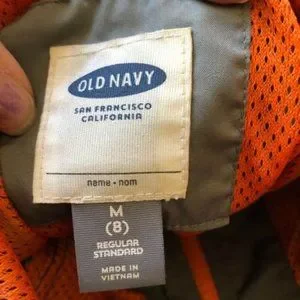 OLD NAVY
SAN FRANCISCO
CALIFORNIA
name • nom
M
(8)
REGULAR
STANDARD
MADE IN
VIETNAM